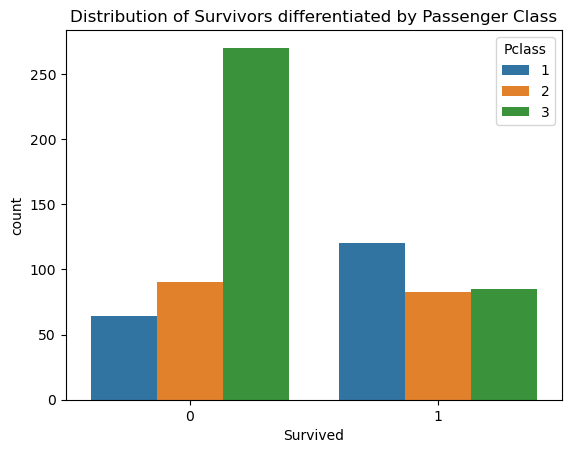 Distribution of Survivors differentiated by Passenger Class
Pclass
1
2
3
250
200
150
100
50
0
count
0 1
Survived